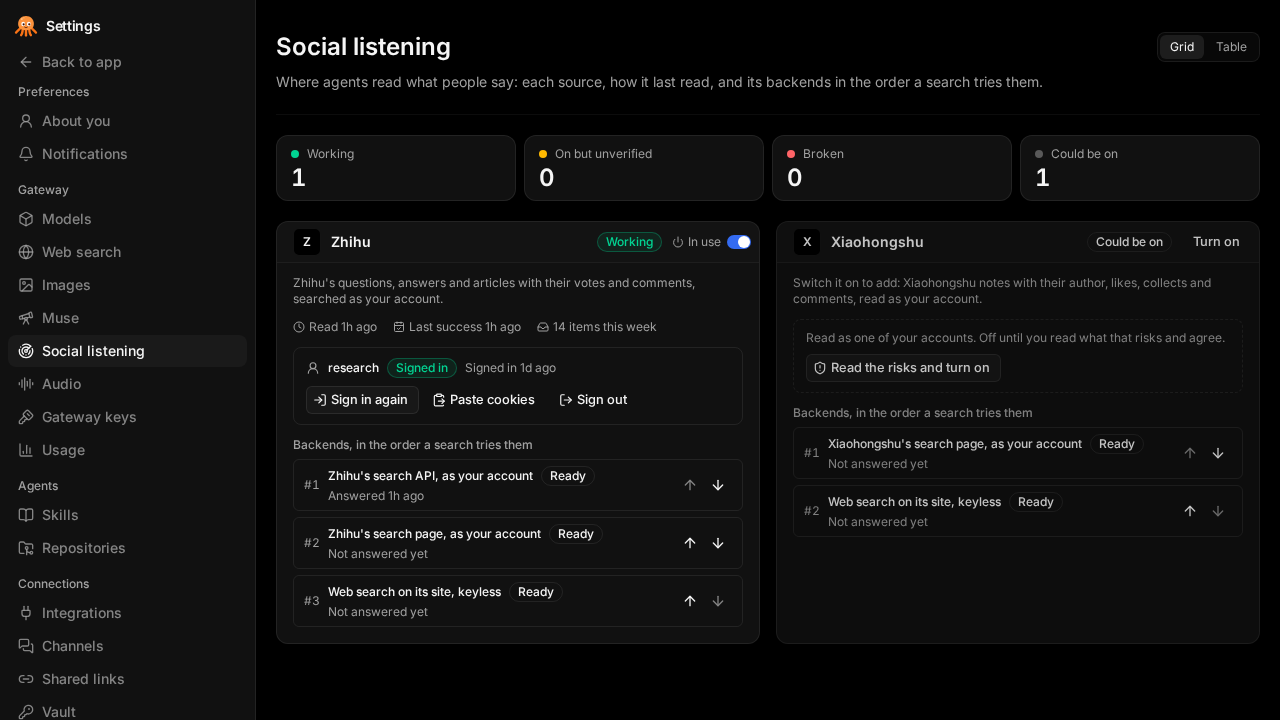 Settings
Back to app
Preferences
About you
Notifications
Gateway
Models
Web search
Images
Muse
Social listening
Audio
Gateway keys
Usage
Agents
Skills
Repositories
Connections
Integrations
Channels
Shared links
Vault
Social listening
Grid
Table
Where agents read what people say: each source, how it last read, and its backends in the order a search tries them.
Working
1
On but unverified
0
Broken
0
Could be on
1
Z
Zhihu
Working
In use
Zhihu's questions, answers and articles with their votes and comments,
searched as your account.
Read 1h ago
Last success 1h ago
14 items this week
research
Signed in
Signed in 1d ago
Sign in again
Paste cookies
Sign out
Backends, in the order a search tries them
#1
Zhihu's search API, as your account
Ready
Answered 1h ago
#2
Zhihu's search page, as your account
Ready
Not answered yet
#3
Web search on its site, keyless
Ready
Not answered yet
X
Xiaohongshu
Could be on
Turn on
Switch it on to add: Xiaohongshu notes with their author, likes, collects and
comments, read as your account.
Read as one of your accounts. Off until you read what that risks and agree.
Read the risks and turn on
Backends, in the order a search tries them
#1
Xiaohongshu's search page, as your account
Ready
Not answered yet
#2
Web search on its site, keyless
Ready
Not answered yet